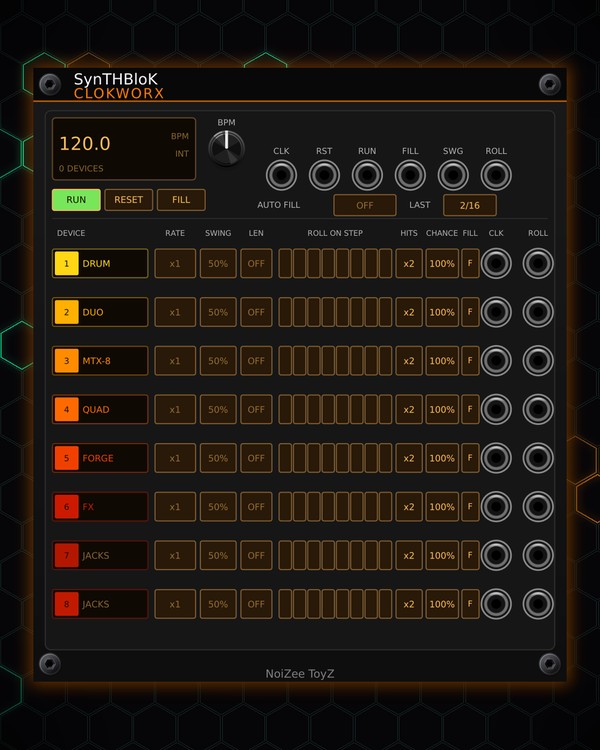 SynTHBloK
CLOKWORX
120.0 BPM
INT
0 DEVICES
BPM
CLK RST RUN FILL SWG ROLL
RUN RESET FILL
AUTO FILL OFF LAST 2/16
DEVICE RATE SWING LEN ROLL ON STEP HITS CHANCE FILL CLK ROLL
1 DRUM x1 50% OFF x2 100% F
2 DUO x1 50% OFF x2 100% F
3 MTX-8 x1 50% OFF x2 100% F
4 QUAD x1 50% OFF x2 100% F
5 FORGE x1 50% OFF x2 100% F
6 FX x1 50% OFF x2 100% F
7 JACKS x1 50% OFF x2 100% F
8 JACKS x1 50% OFF x2 100% F
NoiZee ToyZ